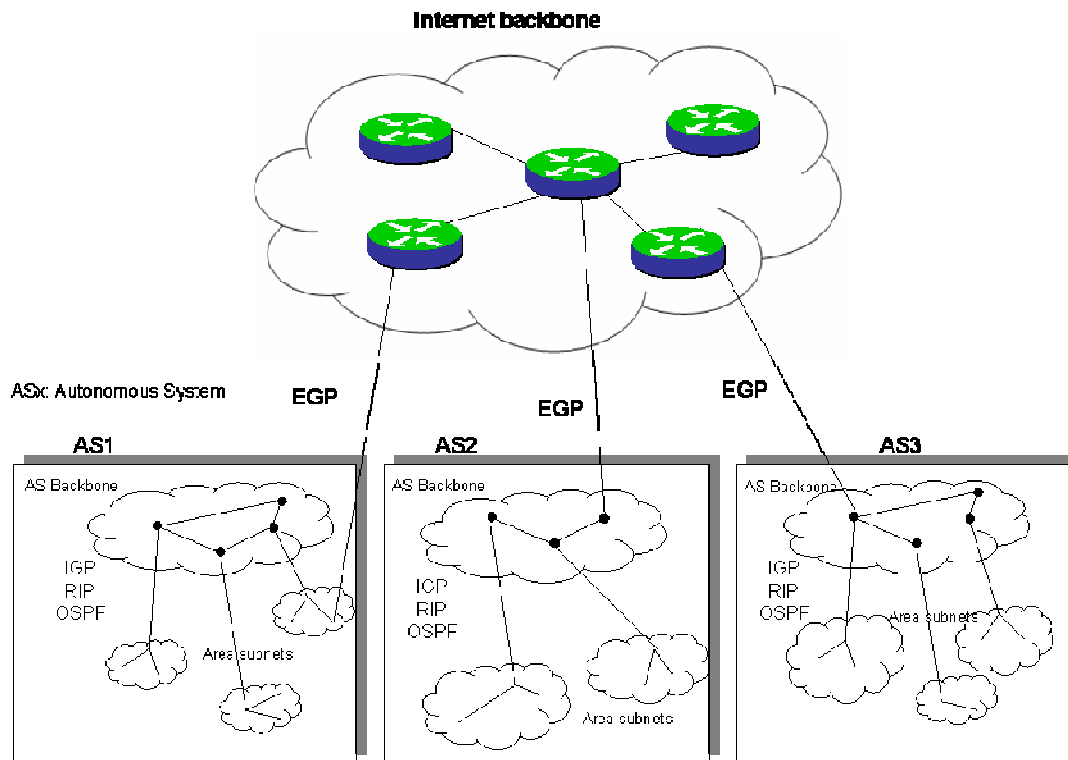 Internet backbone
ASx: Autonomous System
EGP
EGP
EGP
AS1
AS2
AS3
AS Backbone
IGP
RIP
OSPF
Area subnets
AS Backbone
IGP
RIP
OSPF
Area subnets
AS Backbone
IGP
RIP
OSPF
Area subnets